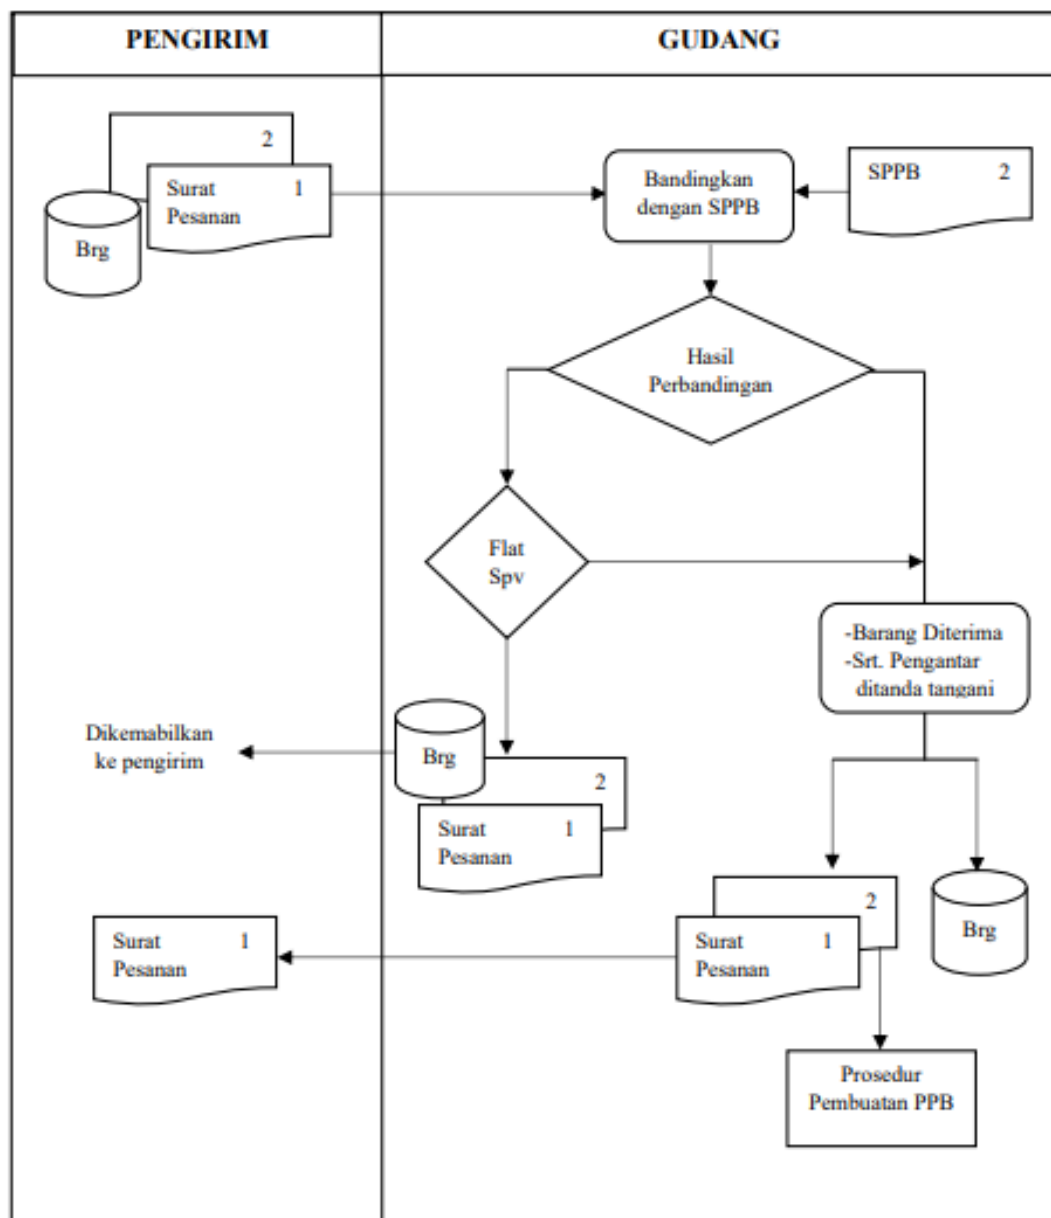 PENGIRIM
GUDANG
2
Surat 1
Pesanan
Brg
Bandingkan
dengan SPPB
SPPB 2
Hasil
Perbandingan
Flat
Spv
-Barang Diterima
-Srt. Pengantar
ditanda tangani
Dikemabilkan
ke pengirim
Brg
2
Surat 1
Pesanan
2
Surat 1
Pesanan
Brg
Surat 1
Pesanan
Prosedur
Pembuatan PPB